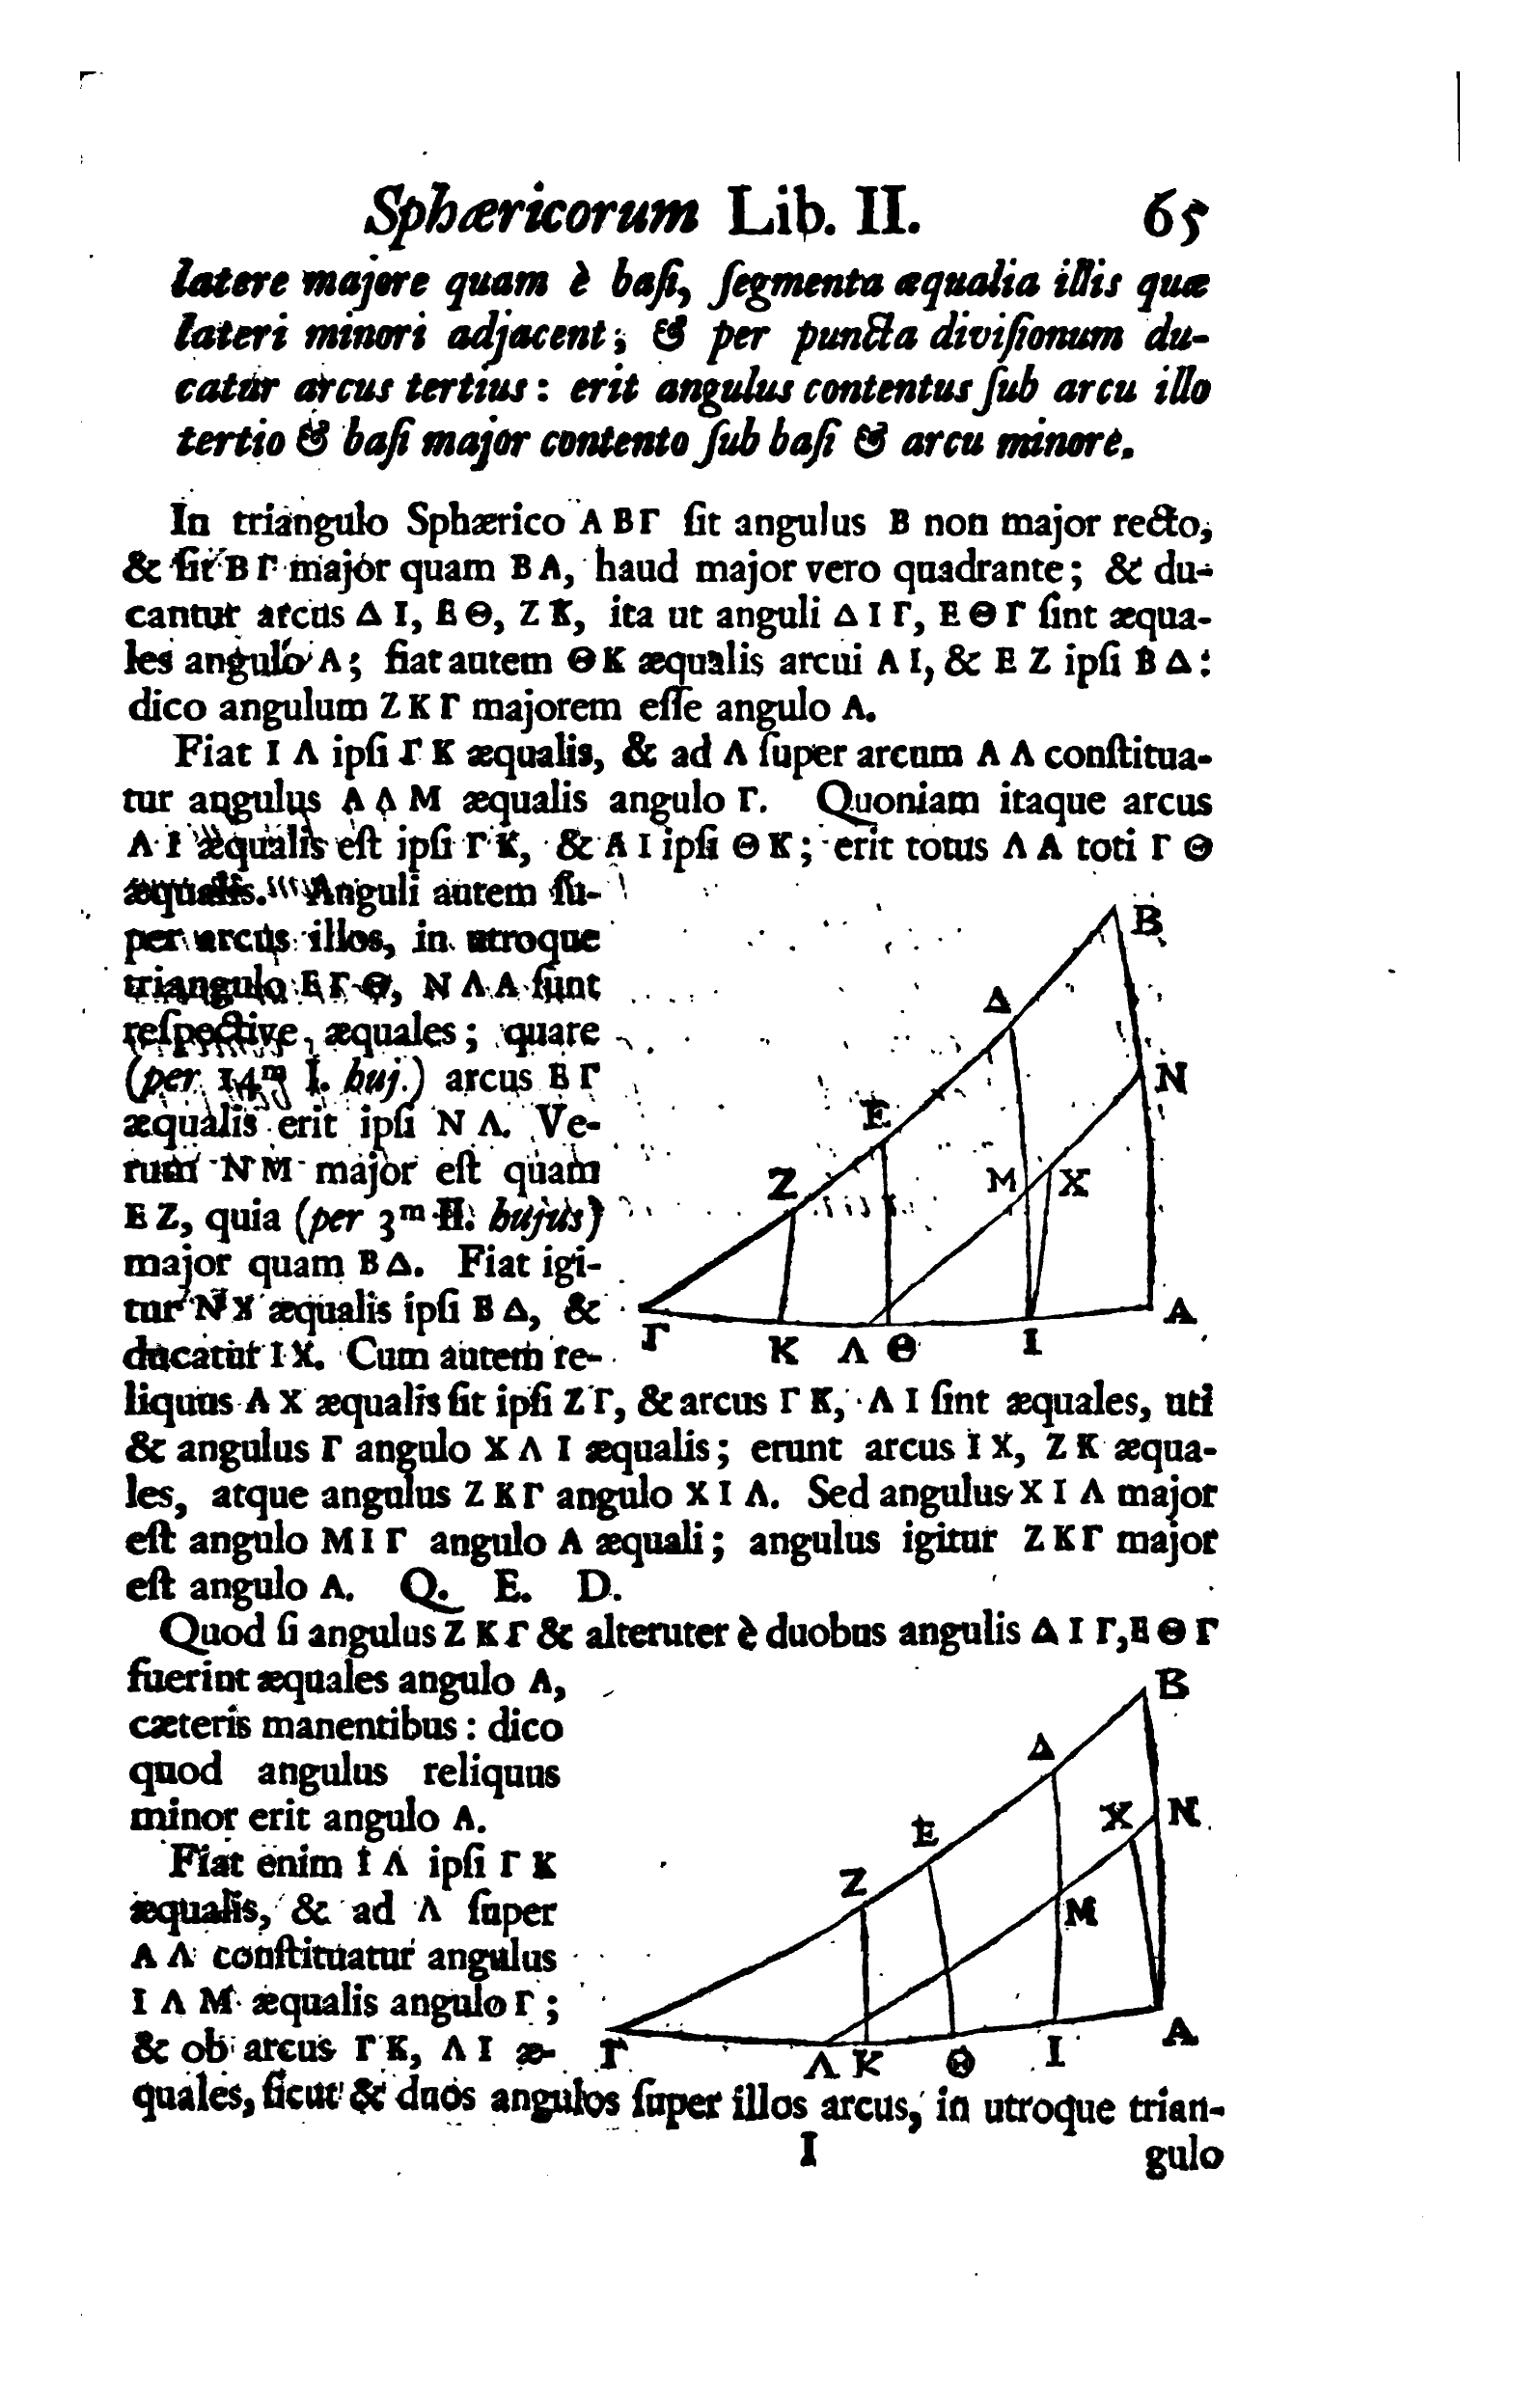 Sphæricorum Lib. II. 65
latere majore quam è basi, segmenta æqualia illis quæ
lateri minori adjacent; & per puncta divisionum du-
catur arcus tertius: erit angulus contentus sub arcu illo
tertio & basi major contento sub basi & arcu minore.
In triangulo Sphærico Α Β Γ sit angulus Β non major recto,
& sit Β Γ major quam Β Α, haud major vero quadrante; & du-
cantur arcus Δ Ι, Ε Θ, Ζ Κ, ita ut anguli Δ Ι Γ, Ε Θ Γ sint æqua-
les angulo Α; fiat autem Θ Κ æqualis arcui Α Ι, & Ε Ζ ipsi Β Δ:
dico angulum Ζ Κ Γ majorem esse angulo Α.
Fiat Ι Λ ipsi Γ Κ æqualis, & ad Λ super arcum Α Λ constitua-
tur angulus Α Λ Μ æqualis angulo Γ. Quoniam itaque arcus
Λ Ι æqualis est ipsi Γ Κ, & Α Ι ipsi Θ Κ; erit totus Λ Α toti Γ Θ
æqualis. Anguli autem su-
per arcus illos, in utroque
triangulo Ε Γ Θ, Ν Λ Α sunt
respective æquales; quare
(per 14m I. huj.) arcus Ε Γ
æqualis erit ipsi Ν Λ. Ve-
rum Ν Μ major est quam
Ε Ζ, quia (per 3m II. hujus)
major quam Β Δ. Fiat igi-
tur Ν Χ æqualis ipsi Β Δ, &
ducatur Ι Χ. Cum autem re-
liquus Λ Χ æqualis sit ipsi Ζ Γ, & arcus Γ Κ, Λ Ι sint æquales, uti
& angulus Γ angulo Χ Λ Ι æqualis; erunt arcus Ι Χ, Ζ Κ æqua-
les, atque angulus Ζ Κ Γ angulo Χ Ι Λ. Sed angulus Χ Ι Λ major
est angulo Μ Ι Γ angulo Α æquali; angulus igitur Ζ Κ Γ major
est angulo Α. Q. E. D.
Quod si angulus Ζ Κ Γ & alteruter è duobus angulis Δ Ι Γ, Ε Θ Γ
fuerint æquales angulo Α,
cæteris manentibus: dico
quod angulus reliquus
minor erit angulo Α.
Fiat enim Ι Λ ipsi Γ Κ
æqualis, & ad Λ super
Α Λ constituatur angulus
Ι Λ Μ æqualis angulo Γ;
& ob arcus Γ Κ, Λ Ι æ-
quales, sicut & duos angulos super illos arcus, in utroque trian-
I gulo
Β
Δ
Ν
Ε
Ζ
Μ Χ
Γ Κ Λ Θ Ι Α
Β
Δ
Χ Ν
Ε
Ζ
Μ
Γ Λ Κ Θ Ι Α